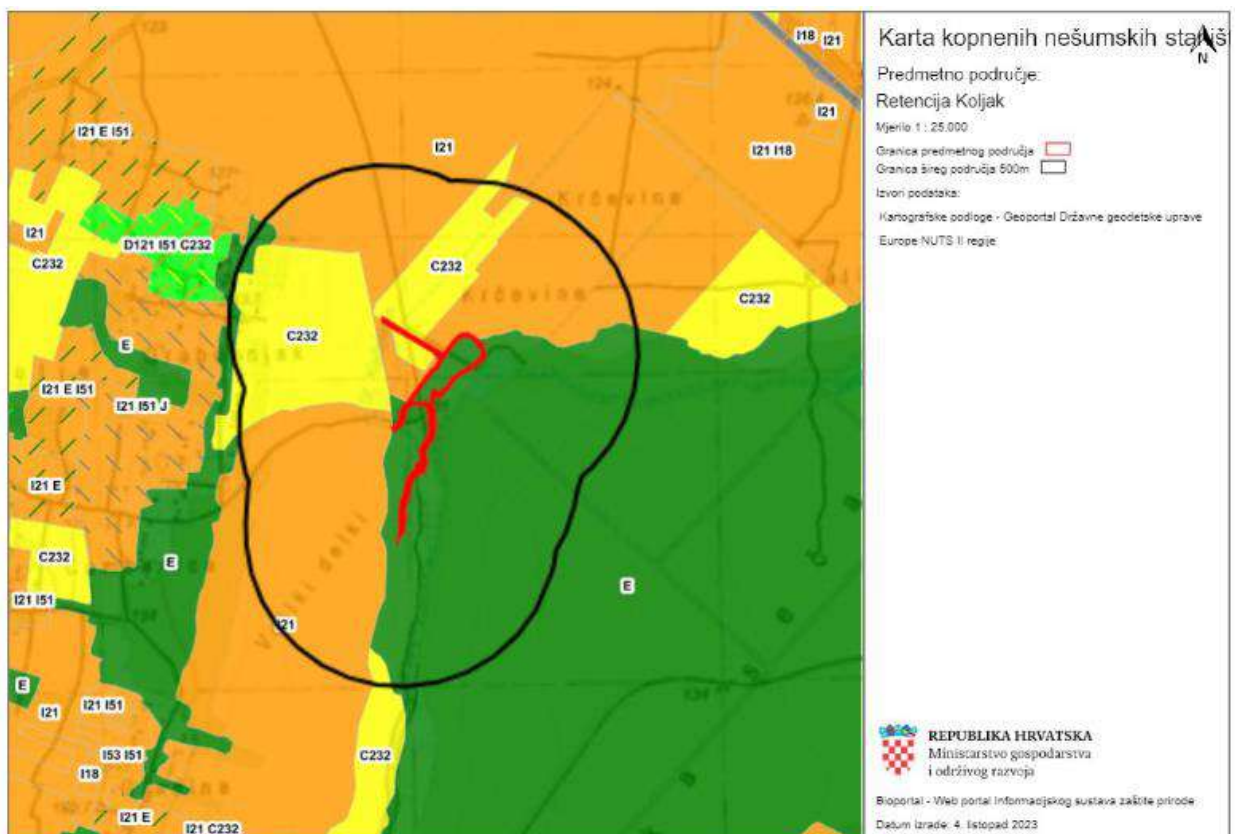 Karta kopnenih nešumskih staniš
Predmetno područje:
Retencija Koljak
Mjerilo 1 : 25.000
Granica predmetnog područja
Granica šireg područja 500m
Izvori podataka:
Kartografske podloge - Geoportal Državne geodetske uprave
Europe NUTS II regije
N
REPUBLIKA HRVATSKA
Ministarstvo gospodarstva
i održivog razvoja
Bioportal - Web portal Informacijskog sustava zaštite prirode
Datum izrade: 4. listopad 2023
I18
I21
I21
I21 E I51
I21
I21 I18
Krčevine
I21
D121 I51 C232
C232
C232
Krčevine
C232
C232
E
I21 E I51
I21 I51 J
I21 E
Veliki delki
C232
E
E
I21 I51
I21
E
I21
I21 I51
I53 I51
C232
I18
I21 E
I21 C232